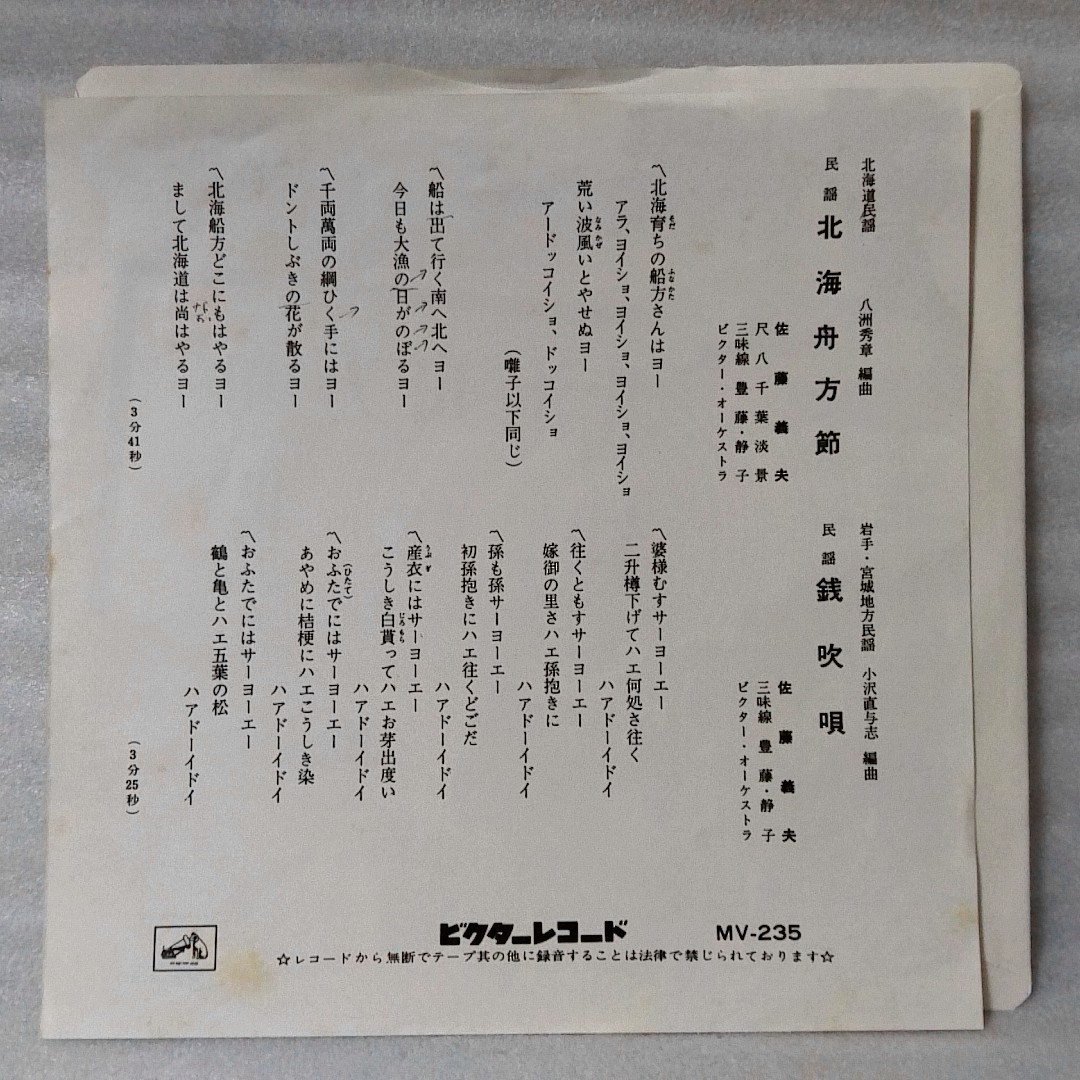 北海道民謡 八洲秀章 編曲
民謡 北海舟方節
佐藤義夫
尺八 千葉淡景
三味線 豊藤・静子
ビクター・オーケストラ
〽北海育ちの船方さんはヨー
アラ、ヨイショ、ヨイショ、ヨイショ、ヨイショ
荒い波風いとやせぬヨー
アードッコイショ、ドッコイショ
(囃子以下同じ)
〽船は出て行く南へ北へヨー
今日も大漁の日がのぼるヨー
〽千両萬両の綱ひく手にはヨー
ドントしぶきの花が散るヨー
〽北海船方どこにもはやるヨー
まして北海道は尚はやるヨー
(3分41秒)
岩手・宮城地方民謡 小沢直与志 編曲
民謡 銭吹唄
佐藤義夫
三味線 豊藤・静子
ビクター・オーケストラ
〽婆様むすサーヨーエー
二升樽下げてハエ何処さ往く
ハアドーイドイ
〽往くともすサーヨーエー
嫁御の里さハエ孫抱きに
ハアドーイドイ
〽孫も孫サーヨーエー
初孫抱きにハエ往くどごだ
ハアドーイドイ
〽産衣にはサーヨーエー
こうしき白貰ってハエお芽出度い
ハアドーイドイ
〽おふたで(ひたて)にはサーヨーエー
あやめに桔梗にハエこうしき染
ハアドーイドイ
〽おふたでにはサーヨーエー
鶴と亀とハエ五葉の松
ハアドーイドイ
(3分25秒)
ビクターレコード MV-235
☆レコードから無断でテープ其の他に録音することは法律で禁じられております☆